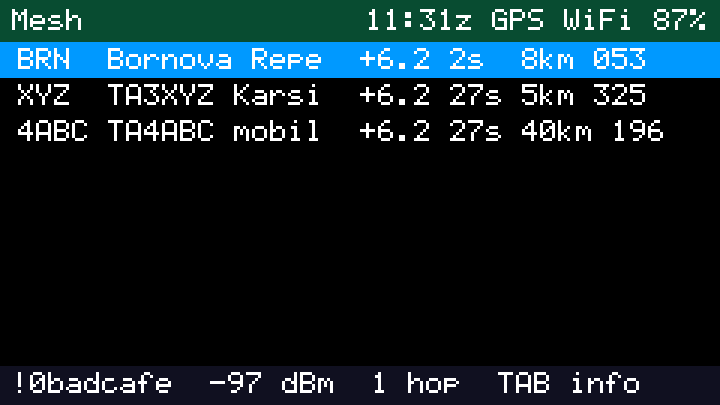 Mesh 11:31z GPS WiFi 87%
BRN Bornova Repe +6.2 2s 8km 053
XYZ TA3XYZ Karsi +6.2 27s 5km 325
4ABC TA4ABC mobil +6.2 27s 40km 196
!0badcafe -97 dBm 1 hop TAB info